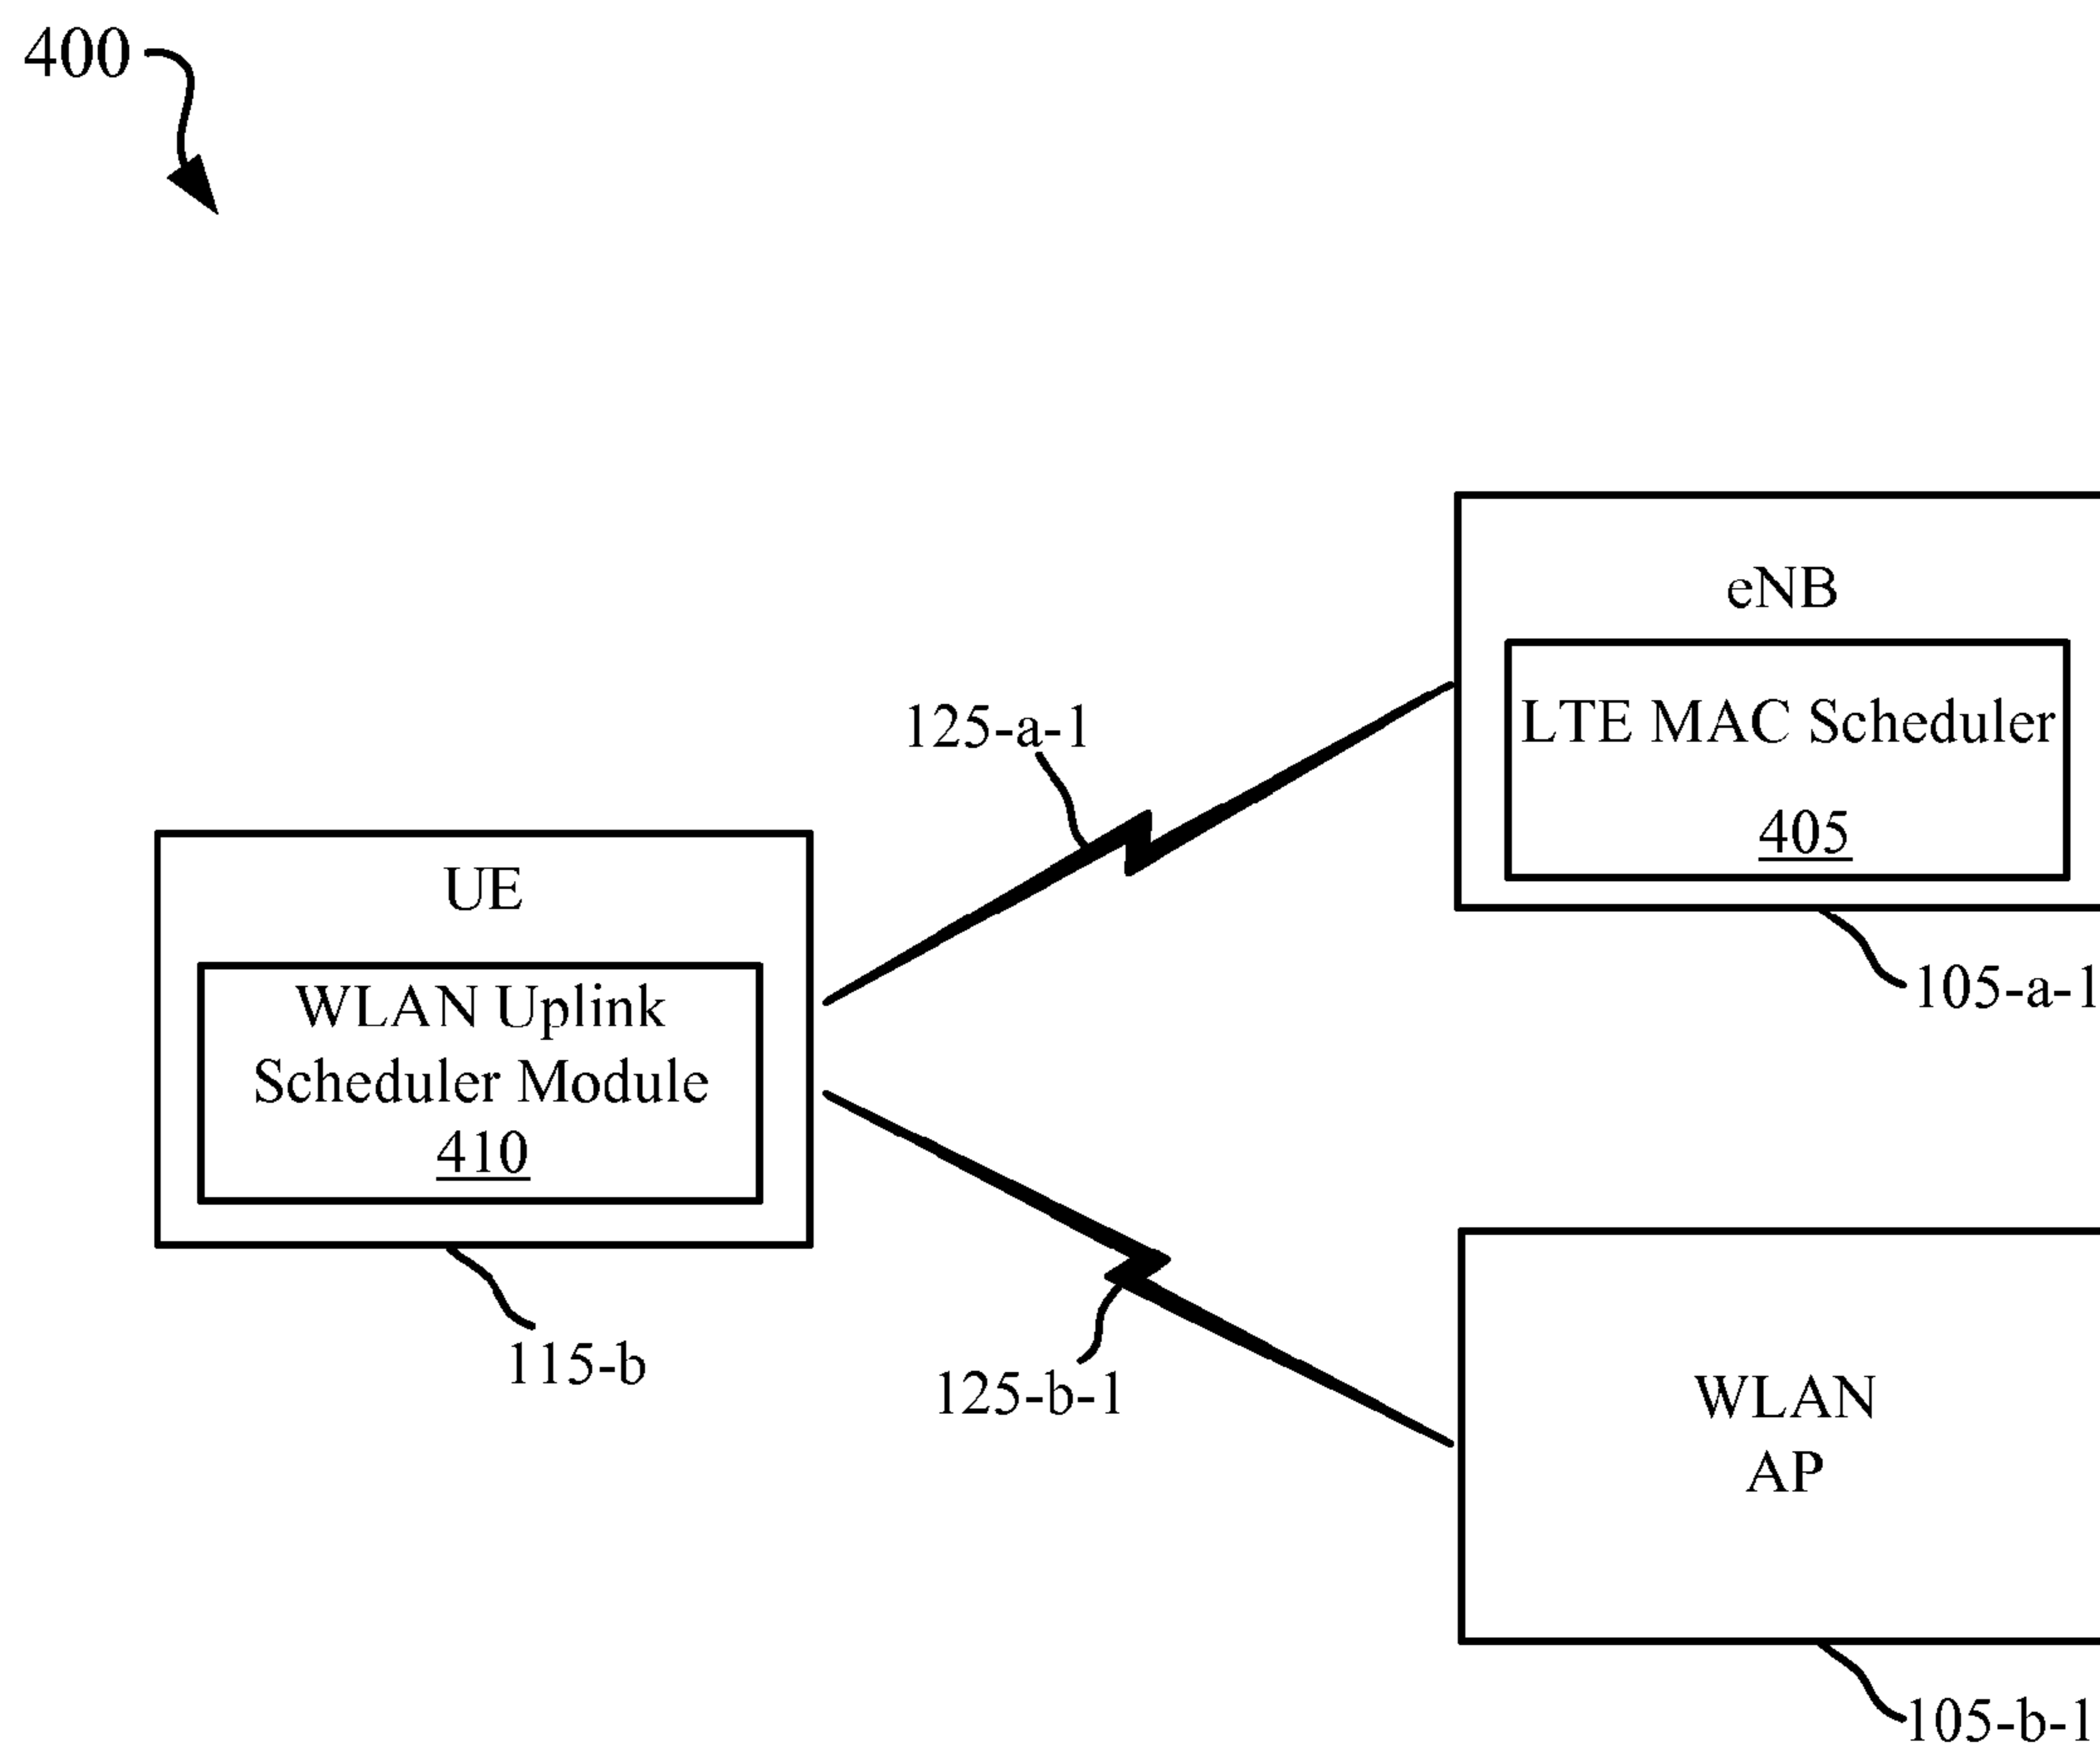 400
eNB
LTE MAC Scheduler
405
105-a-1
125-a-1
UE
WLAN Uplink
Scheduler Module
410
115-b
125-b-1
WLAN
AP
105-b-1